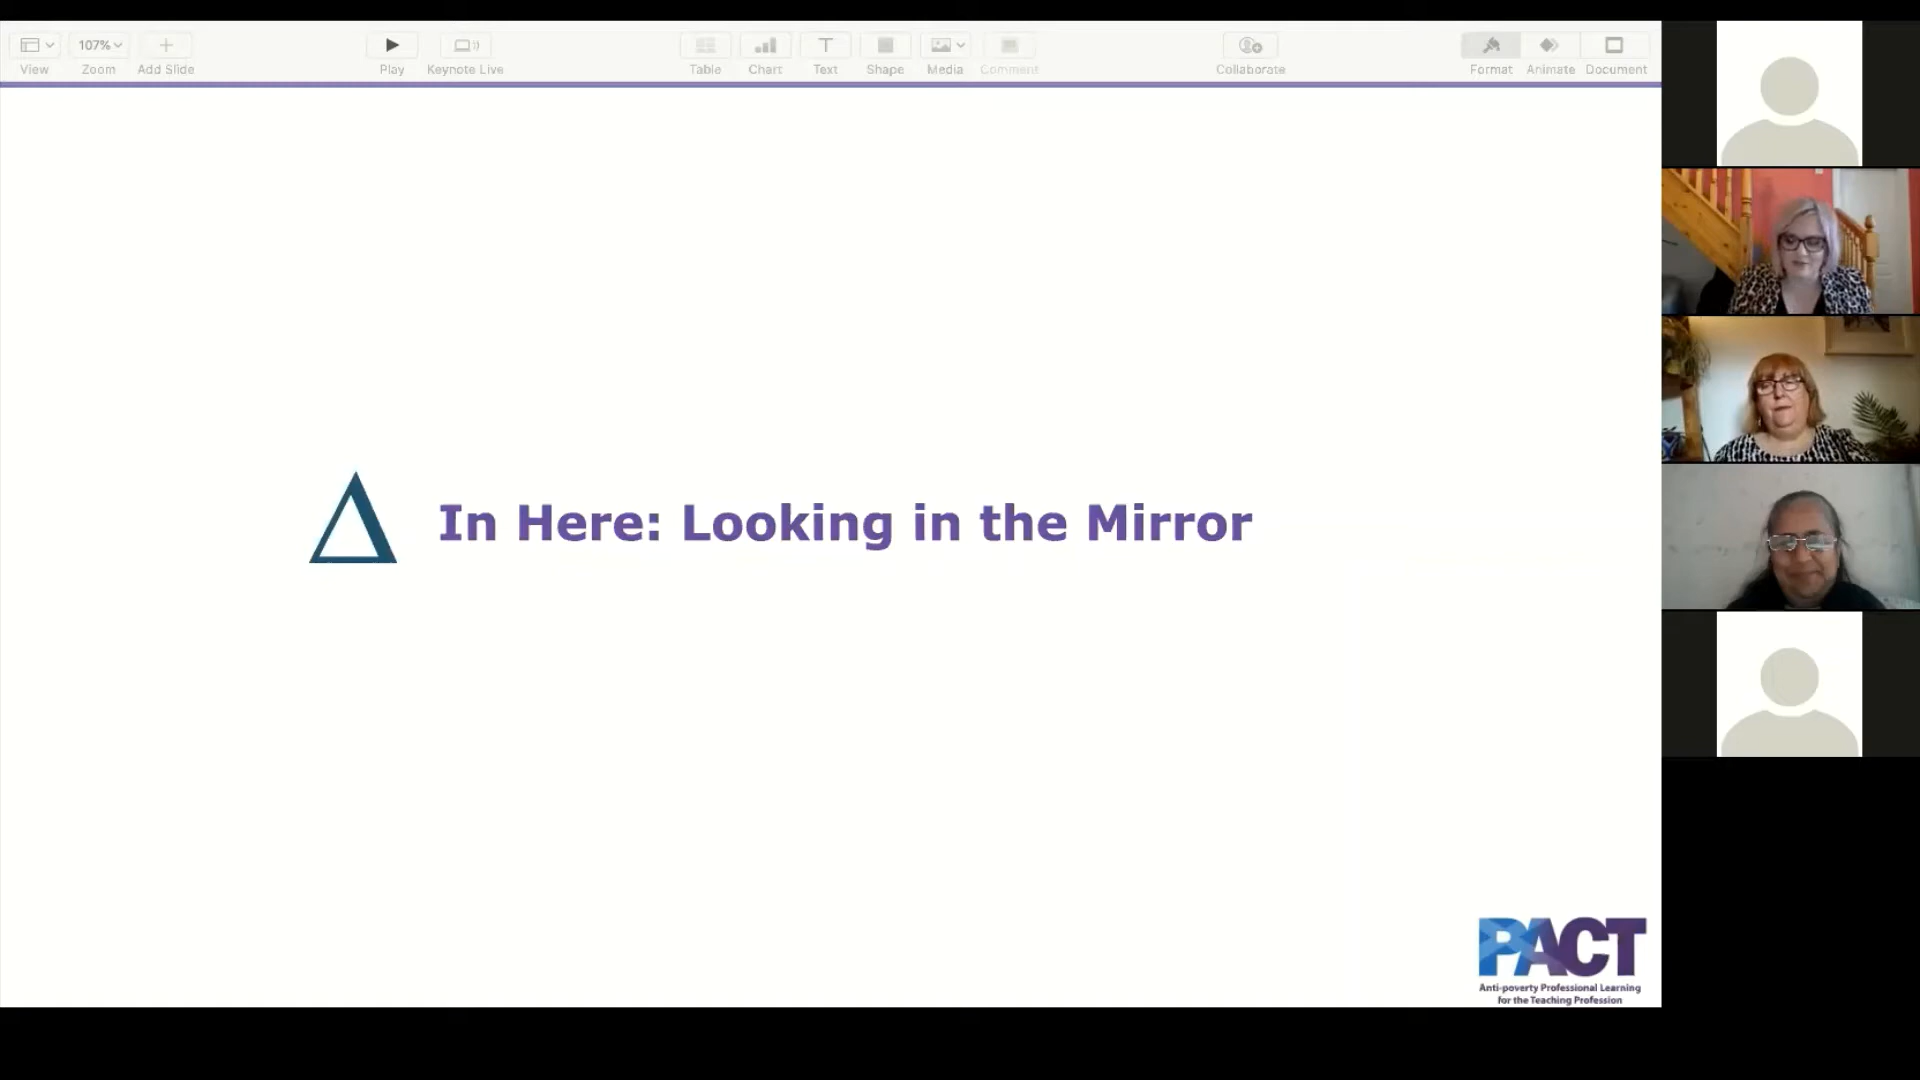 107%
View
Zoom
Add Slide
Play
Keynote Live
Table
Chart
Text
Shape
Media
Comment
Collaborate
Format
Animate
Document
In Here: Looking in the Mirror
PACT
Anti-poverty Professional Learning
for the Teaching Profession